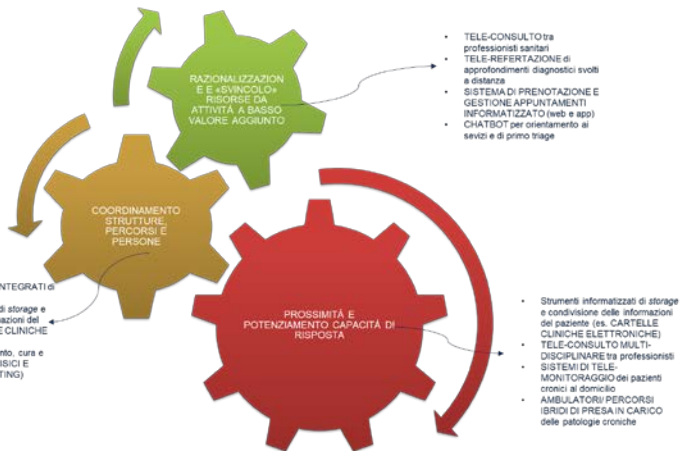 • TELE-CONSULTO tra
professionisti sanitari
• TELE-REFERTAZIONE di
approfondimenti diagnostici svolti
a distanza
• SISTEMA DI PRENOTAZIONE E
GESTIONE APPUNTAMENTI
INFORMATIZZATO (web e app)
• CHATBOT per orientamento ai
sevizi e di primo triage
RAZIONALIZZAZION
E E «SVINCOLO»
RISORSE DA
ATTIVITÀ A BASSO
VALORE AGGIUNTO
COORDINAMENTO
STRUTTURE,
PERCORSI E
PERSONE
NTEGRATI di
di storage e
mazioni del
E CLINICHE
nto, cura e
ISICI E
TING)
PROSSIMITÀ E
POTENZIAMENTO CAPACITÀ DI
RISPOSTA
• Strumenti informatizzati di storage
e condivisione delle informazioni
del paziente (es. CARTELLE
CLINICHE ELETTRONICHE)
• TELE-CONSULTO MULTI-
DISCIPLINARE tra professionisti
• SISTEMI DI TELE-
MONITORAGGIO dei pazienti
cronici al domicilio
• AMBULATORI/ PERCORSI
IBRIDI DI PRESA IN CARICO
delle patologie croniche